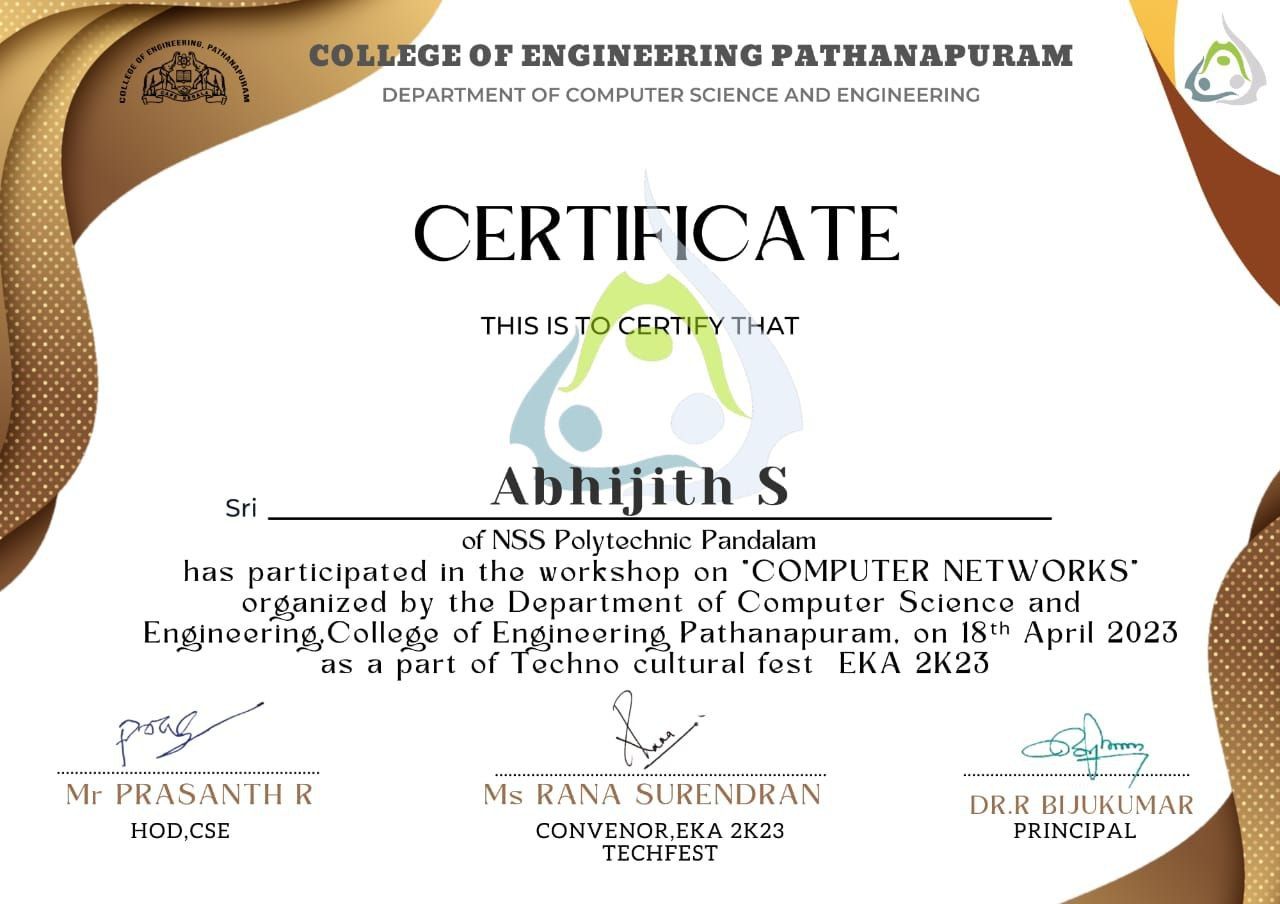 COLLEGE OF ENGINEERING, PATHANAPURAM
CAPE KERALA
COLLEGE OF ENGINEERING PATHANAPURAM
DEPARTMENT OF COMPUTER SCIENCE AND ENGINEERING
CERTIFICATE
THIS IS TO CERTIFY THAT
Sri Abhijith S
of NSS Polytechnic Pandalam
has participated in the workshop on "COMPUTER NETWORKS"
organized by the Department of Computer Science and
Engineering,College of Engineering Pathanapuram, on 18th April 2023
as a part of Techno cultural fest EKA 2K23
Mr PRASANTH R
HOD,CSE
Ms RANA SURENDRAN
CONVENOR,EKA 2K23
TECHFEST
DR.R BIJUKUMAR
PRINCIPAL